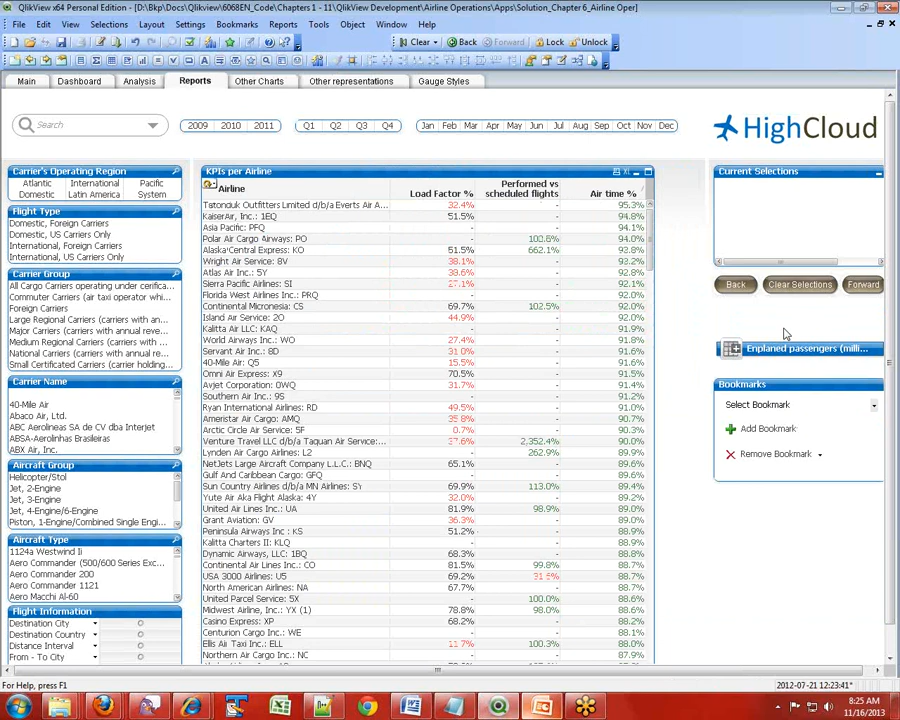 QlikView x64 Personal Edition - [D:\Bkp\Docs\Qlikview\6068EN_Code\Chapters 1 - 11\QlikView Development\Airline Operations\Apps\Solution_Chapter 6_Airline Oper]
File Edit View Selections Layout Settings Bookmarks Reports Tools Object Window Help
Clear Back Forward Lock Unlock
Main Dashboard Analysis Reports Other Charts Other representations Gauge Styles
Search
2009 2010 2011
Q1 Q2 Q3 Q4
Jan Feb Mar Apr May Jun Jul Aug Sep Oct Nov Dec
HighCloud
Carrier's Operating Region
Atlantic International Pacific
Domestic Latin America System
Flight Type
Domestic, Foreign Carriers
Domestic, US Carriers Only
International, Foreign Carriers
International, US Carriers Only
Carrier Group
All Cargo Carriers operating under certifica...
Commuter Carriers (air taxi operator whi...
Foreign Carriers
Large Regional Carriers (carriers with an...
Major Carriers (carriers with annual reve...
Medium Regional Carriers (carriers with a...
National Carriers (carriers with annual re...
Small Certificated Carriers (carrier holding...
Carrier Name
40-Mile Air
Abaco Air, Ltd.
ABC Aerolineas SA de CV dba Interjet
ABSA-Aerolinhas Brasileiras
ABX Air, Inc.
Aircraft Group
Helicopter/Stol
Jet, 2-Engine
Jet, 3-Engine
Jet, 4-Engine/6-Engine
Piston, 1-Engine/Combined Single Engi...
Aircraft Type
1124a Westwind Ii
Aero Commander (500/600 Series Exc...
Aero Commander 200
Aero Commander 1121
Aero Macchi Al-60
Flight Information
Destination City
Destination Country
Distance Interval
From - To City
KPIs per Airline XL
Airline Load Factor % Performed vs scheduled flights Air time %
Tatonduk Outfitters Limited d/b/a Everts Air A... 32.4% - 95.3%
KaiserAir, Inc.: 1EQ 51.5% - 94.8%
Asia Pacific: PFQ - - 94.1%
Polar Air Cargo Airways: PO - 100.6% 94.0%
Alaska Central Express: KO 51.5% 662.1% 93.8%
Wright Air Service: 8V 38.1% - 93.2%
Atlas Air Inc.: 5Y 38.6% - 92.8%
Sierra Pacific Airlines: SI 27.1% - 92.8%
Florida West Airlines Inc.: PRQ - - 92.1%
Continental Micronesia: CS 69.7% 102.5% 92.0%
Island Air Service: 2O 44.9% - 92.0%
Kalitta Air LLC: KAQ - - 91.9%
World Airways Inc.: WO 27.4% - 91.8%
Servant Air Inc.: 8D 31.0% - 91.6%
40-Mile Air: Q5 15.5% - 91.6%
Omni Air Express: X9 70.5% - 91.4%
Avjet Corporation: 0WQ 31.7% - 91.4%
Southern Air Inc.: 9S - - 91.2%
Ryan International Airlines: RD 49.5% - 91.0%
Ameristar Air Cargo: AMQ 35.8% - 90.4%
Arctic Circle Air Service: 5F 0.7% - 90.3%
Venture Travel LLC d/b/a Taquan Air Service:... 37.6% 2,352.4% 90.0%
Lynden Air Cargo Airlines: L2 - 262.9% 89.6%
NetJets Large Aircraft Company L.L.C.: BNQ 65.1% - 89.6%
Gulf And Caribbean Cargo: GFQ - - 89.6%
Sun Country Airlines d/b/a MN Airlines: SY 69.9% 113.0% 89.4%
Yute Air Aka Flight Alaska: 4Y 32.0% - 89.2%
United Air Lines Inc.: UA 81.9% 98.9% 89.0%
Grant Aviation: GV 36.3% - 89.0%
Peninsula Airways Inc.: KS 51.2% - 88.9%
Kalitta Charters II: KLQ - - 88.9%
Dynamic Airways, LLC: 1BQ 68.3% - 88.8%
Continental Air Lines Inc.: CO 81.5% 99.8% 88.7%
USA 3000 Airlines: U5 69.2% 88.7%
North American Airlines: NA 52.7% - 88.7%
United Parcel Service: 5X - 100.0% 88.6%
Midwest Airline, Inc.: YX (1) 78.8% 98.0% 88.6%
Casino Express: XP 68.2% - 88.6%
Centurion Cargo Inc.: WE - - 88.1%
Ellis Air Taxi Inc.: ELL 11.7% 100.3% 88.0%
Northern Air Cargo Inc.: NC - - 87.9%
Current Selections
Back Clear Selections Forward
Enplaned passengers (milli...
Bookmarks
Select Bookmark
Add Bookmark
Remove Bookmark
For Help, press F1
2012-07-21 12:23:41*
8:25 AM
11/16/2013